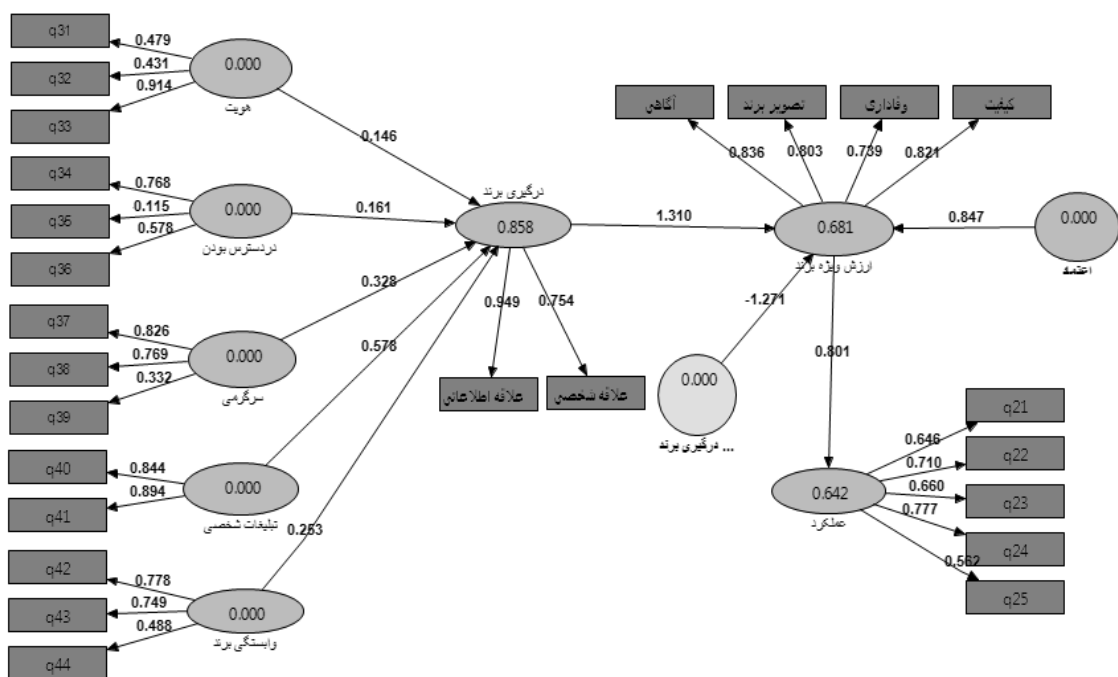 q31
0.479
q32
0.431
0.914
q33
0.000
هویت
0.146
q34
0.768
q35
0.115
0.578
q36
0.000
دردسترس بودن
0.161
q37
0.826
q38
0.769
0.332
q39
0.000
سرگرمی
0.328
q40
0.844
q41
0.894
0.000
تبلیغات شخصی
0.578
q42
0.778
q43
0.749
0.488
q44
0.000
وابستگی برند
0.253
درگیری برند
0.858
0.949
0.754
علاقه اطلاعاتی
علاقه شخصی
1.310
آگاهی
تصویر برند
وفاداری
کیفیت
0.836
0.803
0.739
0.821
0.681
ارزش ویژه برند
0.847
0.000
اعتماد
-1.271
0.000
درگیری برند ...
0.801
0.642
عملکرد
q21
0.646
q22
0.710
q23
0.660
q24
0.777
q25
0.562